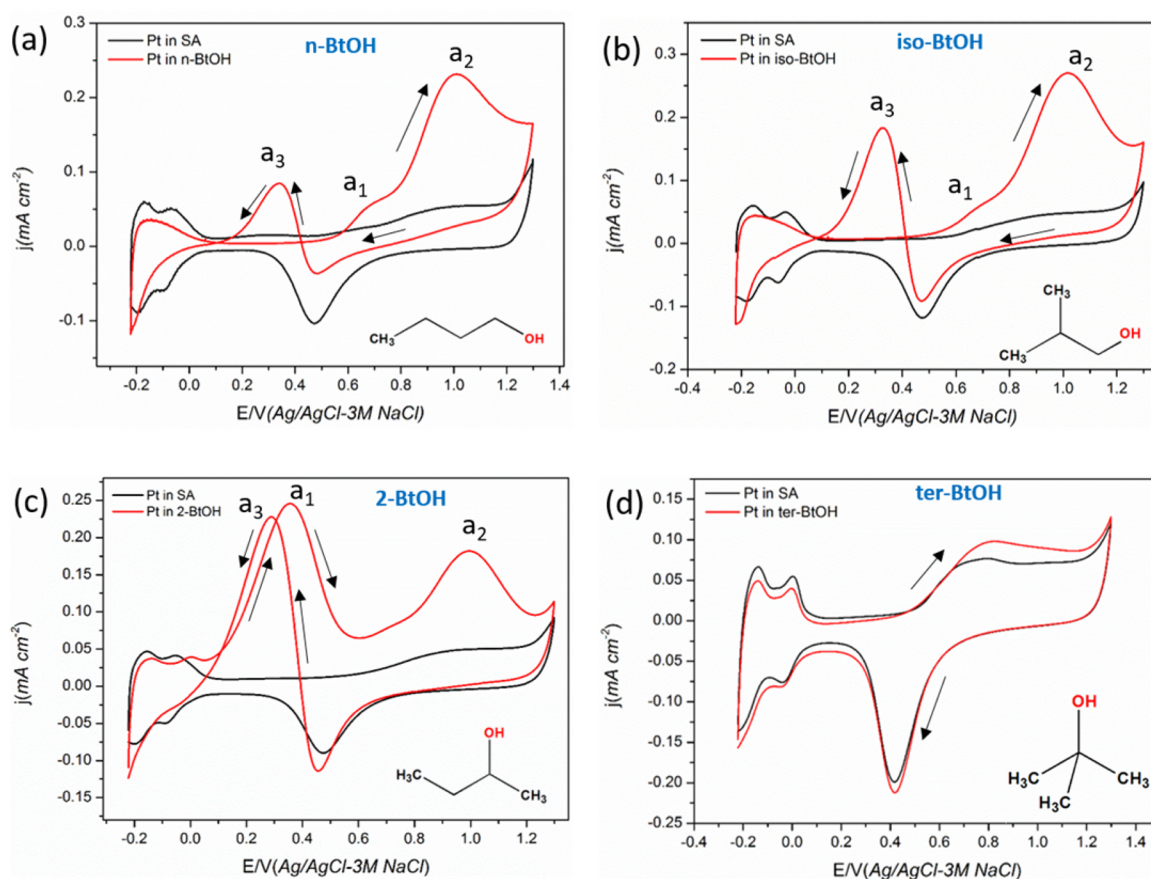 (a)
n-BtOH
Pt in SA
Pt in n-BtOH
a2
a3
a1
0.3
0.2
0.1
0.0
-0.1
j(mA cm-2)
CH3
OH
-0.2 0.0 0.2 0.4 0.6 0.8 1.0 1.2 1.4
E/V(Ag/AgCl-3M NaCl)
(b)
iso-BtOH
Pt in SA
Pt in iso-BtOH
a2
a3
a1
0.3
0.2
0.1
0.0
-0.1
-0.2
j(mA cm-2)
CH3
CH3
OH
-0.4 -0.2 0.0 0.2 0.4 0.6 0.8 1.0 1.2
E/V(Ag/AgCl-3M NaCl)
(c)
2-BtOH
Pt in SA
Pt in 2-BtOH
a3
a1
a2
0.25
0.20
0.15
0.10
0.05
0.00
-0.05
-0.10
-0.15
j(mA cm-2)
OH
H3C
CH3
-0.2 0.0 0.2 0.4 0.6 0.8 1.0 1.2
E/V(Ag/AgCl-3M NaCl)
(d)
ter-BtOH
Pt in SA
Pt in ter-BtOH
0.15
0.10
0.05
0.00
-0.05
-0.10
-0.15
-0.20
-0.25
j(mA cm-2)
OH
H3C
CH3
H3C
-0.4 -0.2 0.0 0.2 0.4 0.6 0.8 1.0 1.2
E/V(Ag/AgCl-3M NaCl)